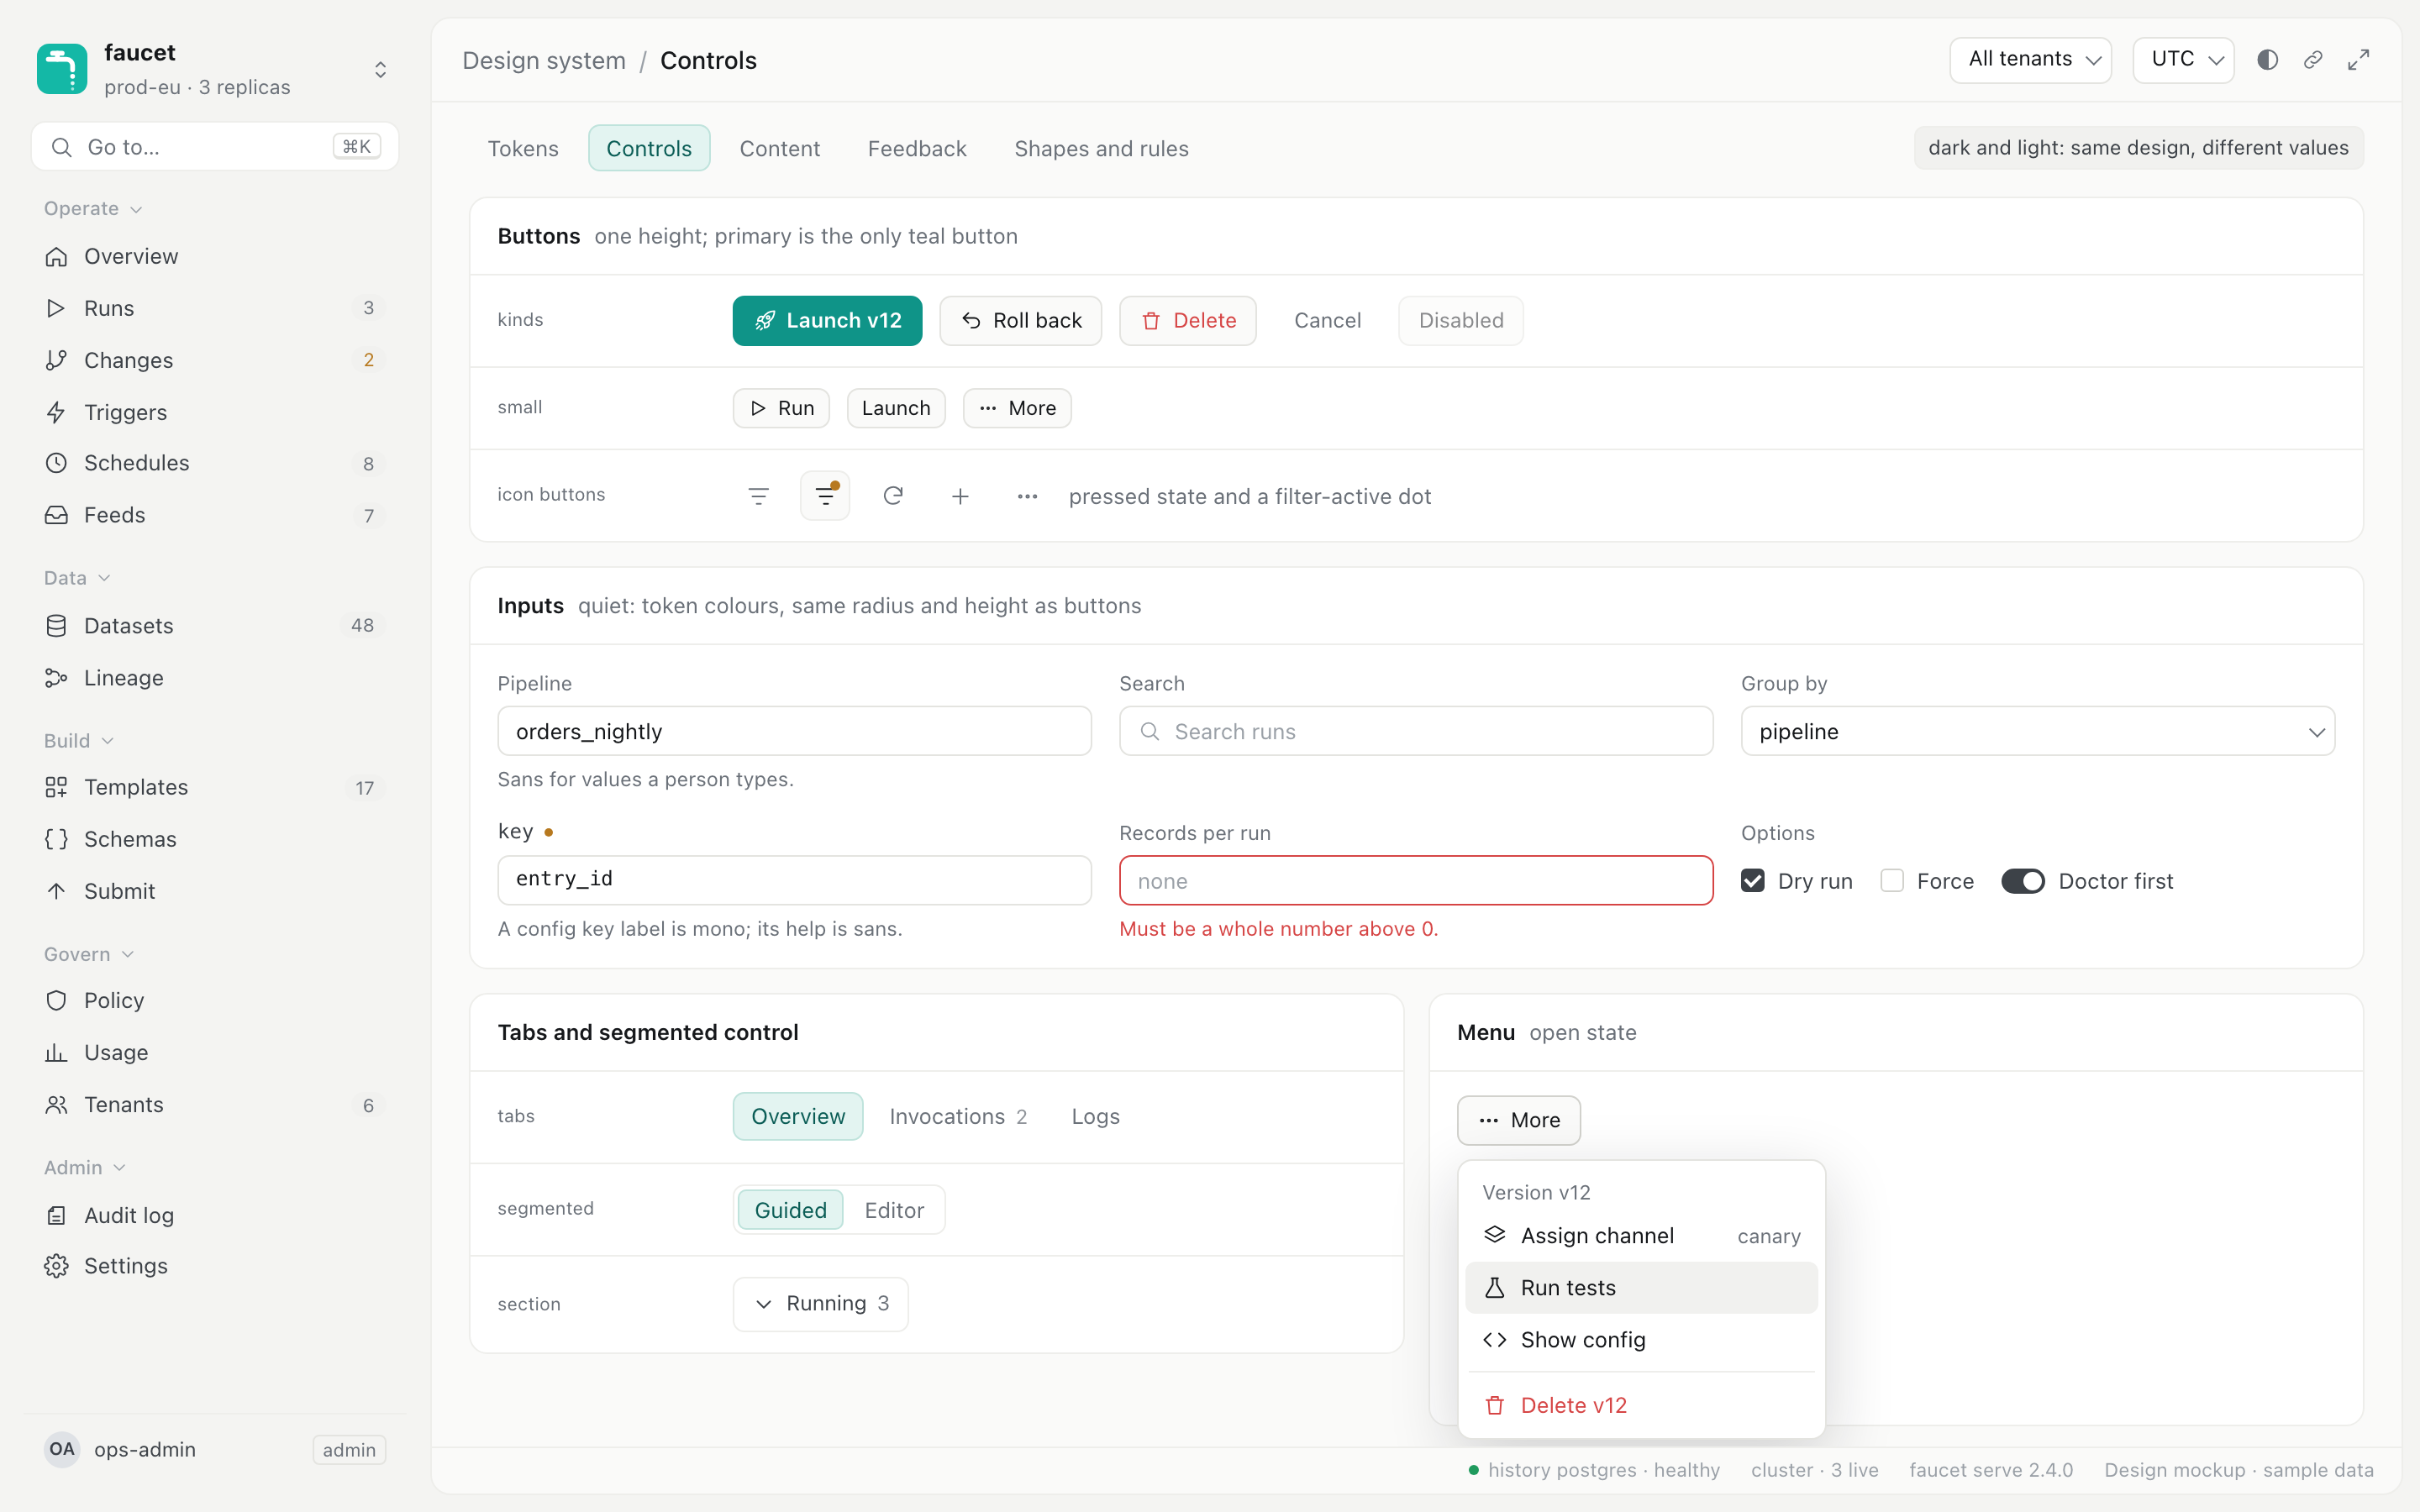 faucet
prod-eu · 3 replicas
Go to... ⌘K
Operate
Overview
Runs 3
Changes 2
Triggers
Schedules 8
Feeds 7
Data
Datasets 48
Lineage
Build
Templates 17
Schemas
Submit
Govern
Policy
Usage
Tenants 6
Admin
Audit log
Settings
OA ops-admin admin
Design system / Controls
All tenants UTC
Tokens Controls Content Feedback Shapes and rules
dark and light: same design, different values
Buttons one height; primary is the only teal button
kinds Launch v12 Roll back Delete Cancel Disabled
small Run Launch ··· More
icon buttons ··· pressed state and a filter-active dot
Inputs quiet: token colours, same radius and height as buttons
Pipeline Search Group by
orders_nightly Search runs pipeline
Sans for values a person types.
key Records per run Options
entry_id none Dry run Force Doctor first
A config key label is mono; its help is sans. Must be a whole number above 0.
Tabs and segmented control
tabs Overview Invocations 2 Logs
segmented Guided Editor
section Running 3
Menu open state
··· More
Version v12
Assign channel canary
Run tests
Show config
Delete v12
history postgres · healthy cluster · 3 live faucet serve 2.4.0 Design mockup · sample data